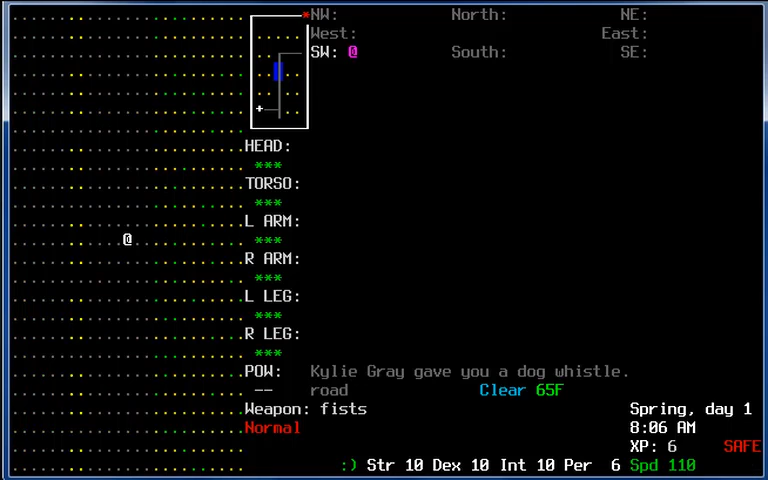 NW: North: NE:
West: East:
SW: @ South: SE:
HEAD:
***
TORSO:
***
L ARM:
***
@
R ARM:
***
L LEG:
***
R LEG:
***
POW: Kylie Gray gave you a dog whistle.
-- road Clear 65F
Weapon: fists Spring, day 1
Normal 8:06 AM
XP: 6 SAFE
:) Str 10 Dex 10 Int 10 Per 6 Spd 110